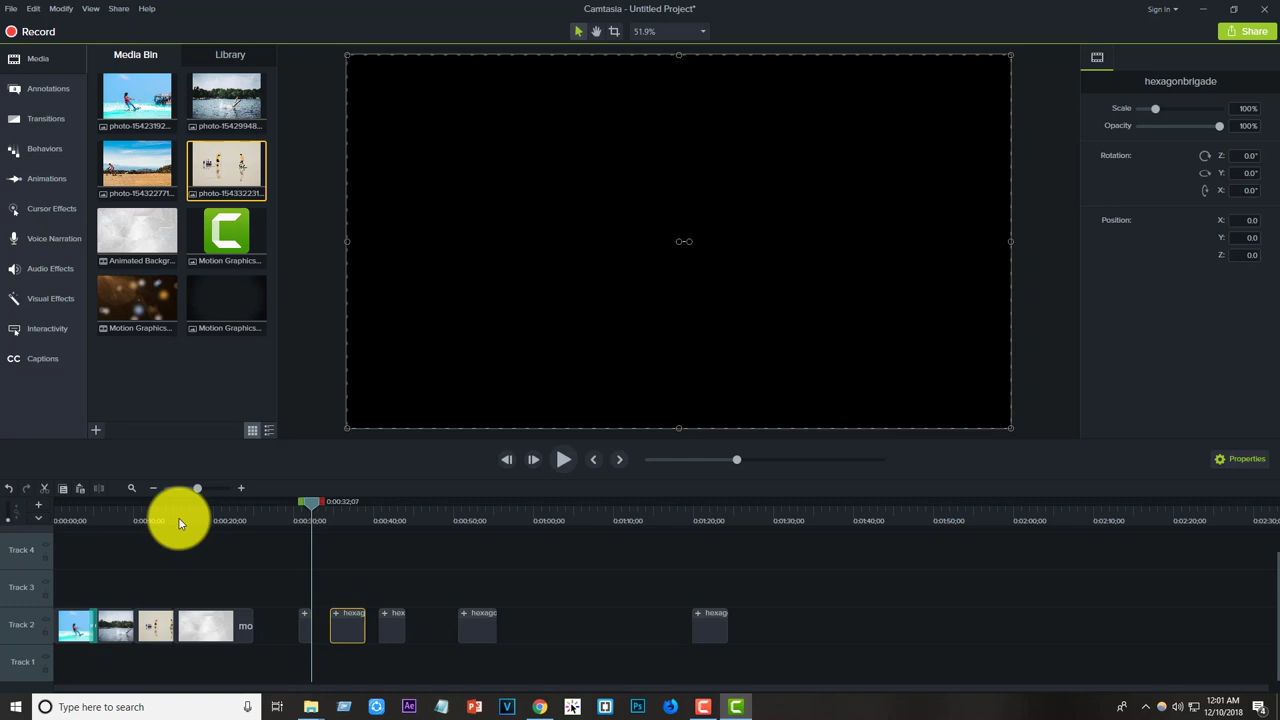 File Edit Modify View Share Help
Camtasia - Untitled Project*
Sign In
Record
51.9%
Share
Media
Annotations
Transitions
Behaviors
Animations
Cursor Effects
Voice Narration
Audio Effects
Visual Effects
Interactivity
Captions
Media Bin Library
photo-15423192... photo-15429948...
photo-154322771... photo-154332231...
Animated Backgr... Motion Graphics...
Motion Graphics... Motion Graphics...
hexagonbrigade
Scale 100%
Opacity 100%
Rotation: Z: 0.0°
Y: 0.0°
X: 0.0°
Position: X: 0.0
Y: 0.0
Z: 0.0
Properties
0:00:32;07
0:00:00;00 0:00:10;00 0:00:20;00 0:00:30;00 0:00:40;00 0:00:50;00 0:01:00;00 0:01:10;00 0:01:20;00 0:01:30;00 0:01:40;00 0:01:50;00 0:02:00;00 0:02:10;00 0:02:20;00 0:02:30;0
Track 4
Track 3
Track 2
mo
hexag
hex
hexago
hexag
Track 1
Type here to search
12:01 AM
12/10/2018